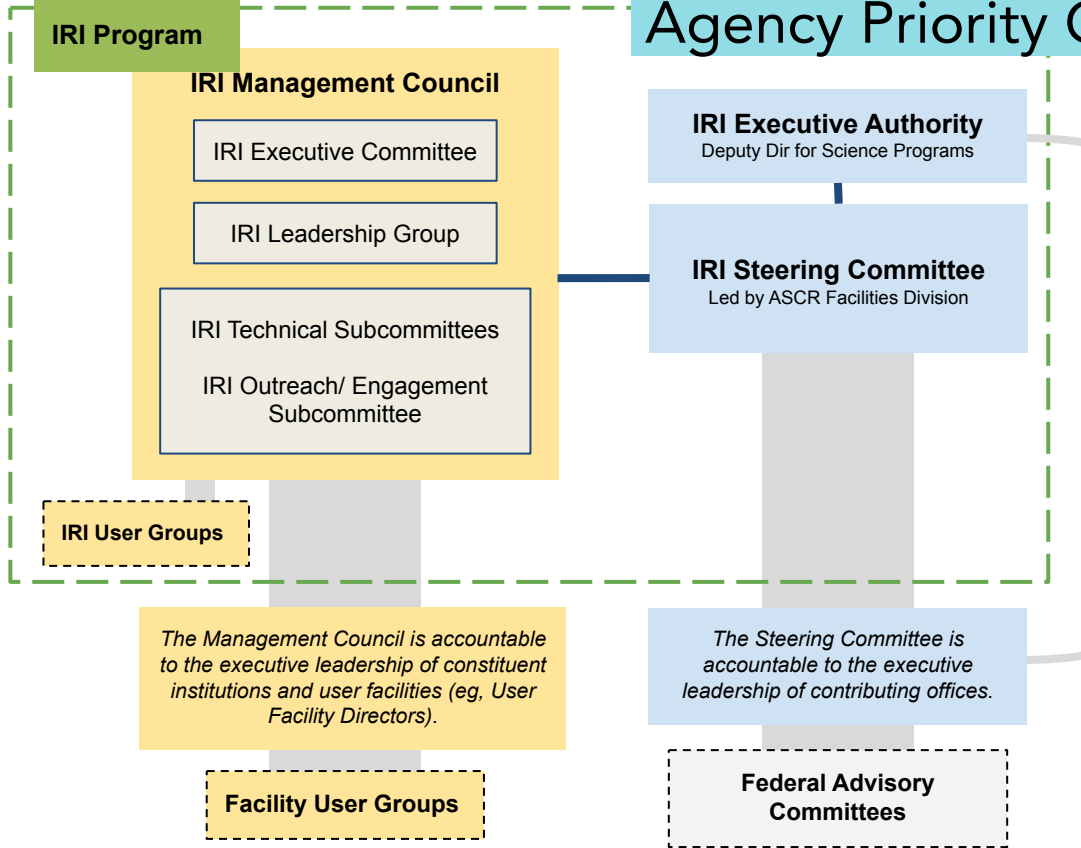 Agency Priority
IRI Program
IRI Management Council
IRI Executive Committee
IRI Leadership Group
IRI Technical Subcommittees
IRI Outreach/ Engagement
Subcommittee
IRI Executive Authority
Deputy Dir for Science Programs
IRI Steering Committee
Led by ASCR Facilities Division
IRI User Groups
The Management Council is accountable
to the executive leadership of constituent
institutions and user facilities (eg, User
Facility Directors).
The Steering Committee is
accountable to the executive
leadership of contributing offices.
Facility User Groups
Federal Advisory
Committees